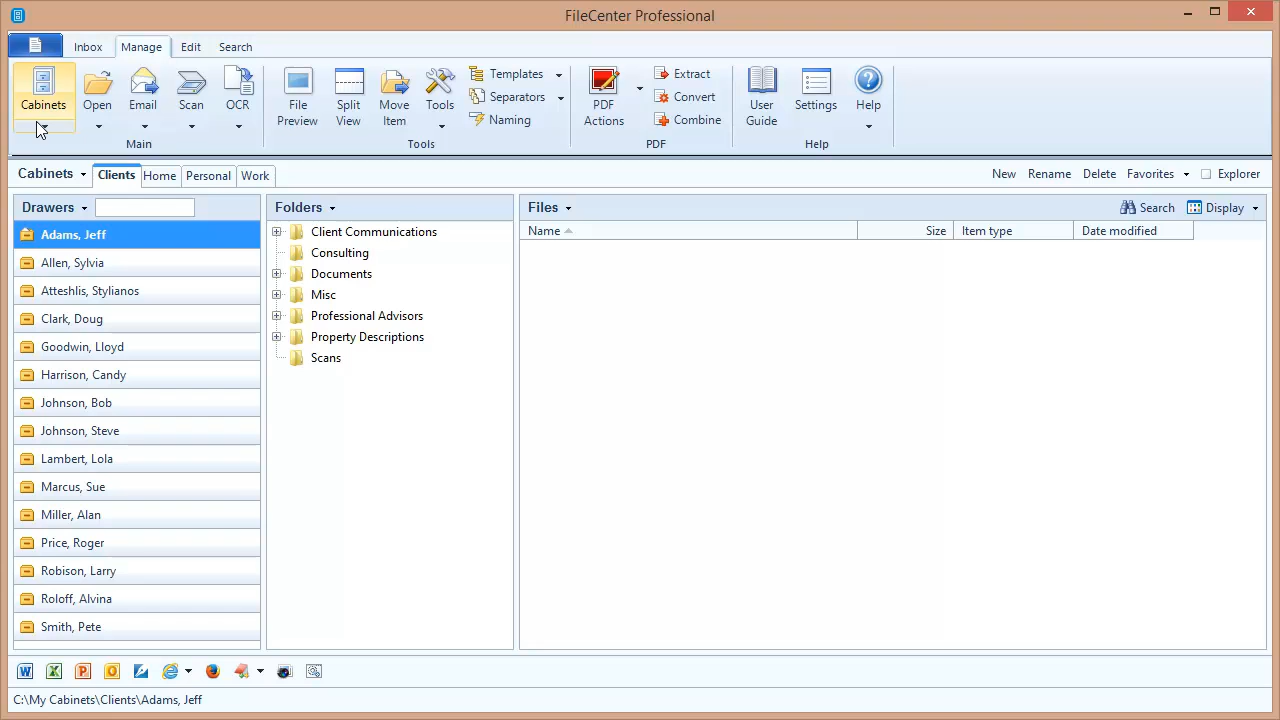 FileCenter Professional
Inbox Manage Edit Search
Cabinets Open Email Scan OCR
Main
File Preview
Split View
Move Item
Tools
Templates
Separators
Naming
Tools
PDF Actions
Extract
Convert
Combine
PDF
User Guide
Settings
Help
Help
Cabinets Clients Home Personal Work
New Rename Delete Favorites Explorer
Drawers
Adams, Jeff
Allen, Sylvia
Atteshlis, Stylianos
Clark, Doug
Goodwin, Lloyd
Harrison, Candy
Johnson, Bob
Johnson, Steve
Lambert, Lola
Marcus, Sue
Miller, Alan
Price, Roger
Robison, Larry
Roloff, Alvina
Smith, Pete
Folders
Client Communications
Consulting
Documents
Misc
Professional Advisors
Property Descriptions
Scans
Files Search Display
Name Size Item type Date modified
C:\My Cabinets\Clients\Adams, Jeff